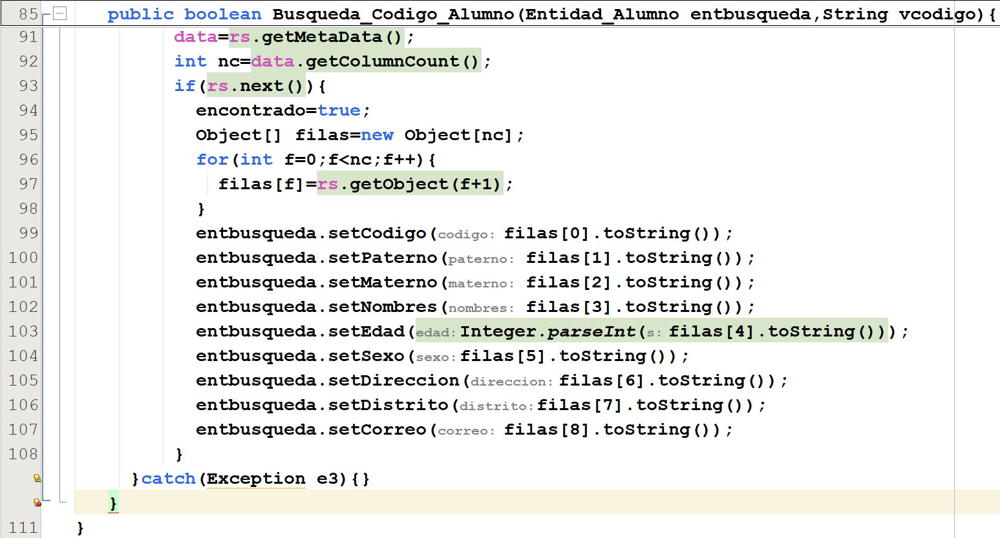 85 public boolean Busqueda_Codigo_Alumno(Entidad_Alumno entbusqueda,String vcodigo){
91 data=rs.getMetaData();
92 int nc=data.getColumnCount();
93 if(rs.next()){
94 encontrado=true;
95 Object[] filas=new Object[nc];
96 for(int f=0;f<nc;f++){
97 filas[f]=rs.getObject(f+1);
98 }
99 entbusqueda.setCodigo(codigo: filas[0].toString());
100 entbusqueda.setPaterno(paterno: filas[1].toString());
101 entbusqueda.setMaterno(materno: filas[2].toString());
102 entbusqueda.setNombres(nombres: filas[3].toString());
103 entbusqueda.setEdad(edad: Integer.parseInt(s: filas[4].toString()));
104 entbusqueda.setSexo(sexo: filas[5].toString());
105 entbusqueda.setDireccion(direccion: filas[6].toString());
106 entbusqueda.setDistrito(distrito: filas[7].toString());
107 entbusqueda.setCorreo(correo: filas[8].toString());
108 }
}catch(Exception e3){}
}
111 }